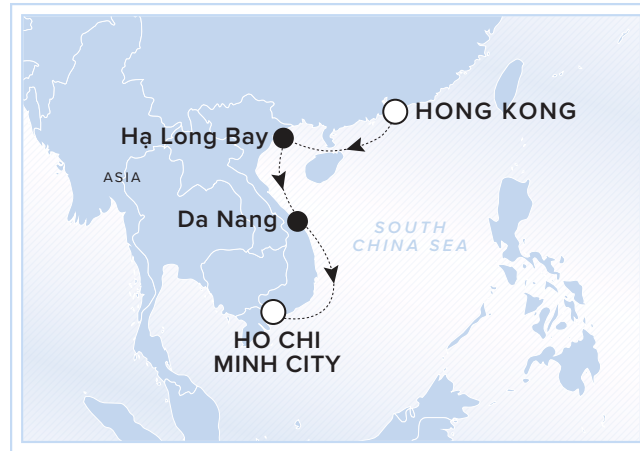 HONG KONG
Hạ Long Bay
ASIA
Da Nang
SOUTH
CHINA SEA
HO CHI
MINH CITY